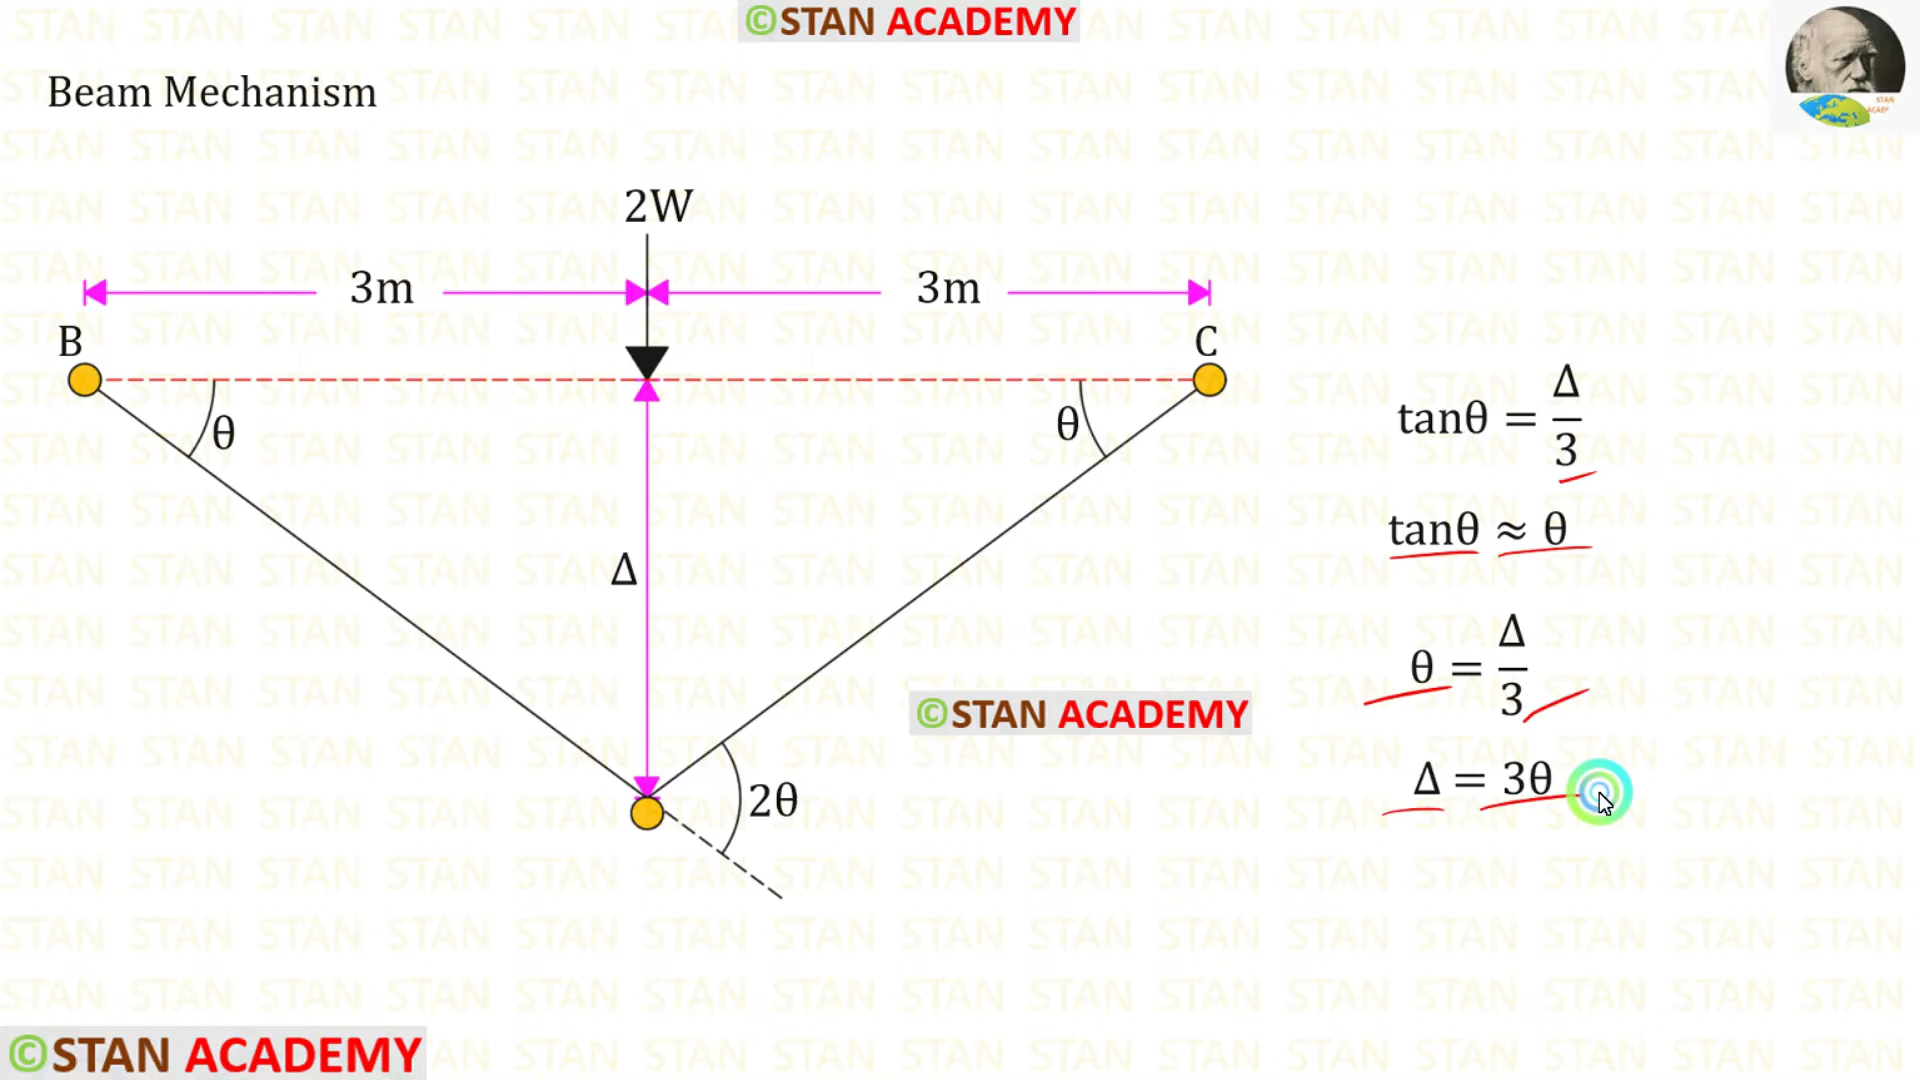 ©STAN ACADEMY
Beam Mechanism
2W
3m 3m
B C
θ θ
tanθ = Δ/3
tanθ ≈ θ
Δ
θ = Δ/3
©STAN ACADEMY
Δ = 3θ
2θ
©STAN ACADEMY